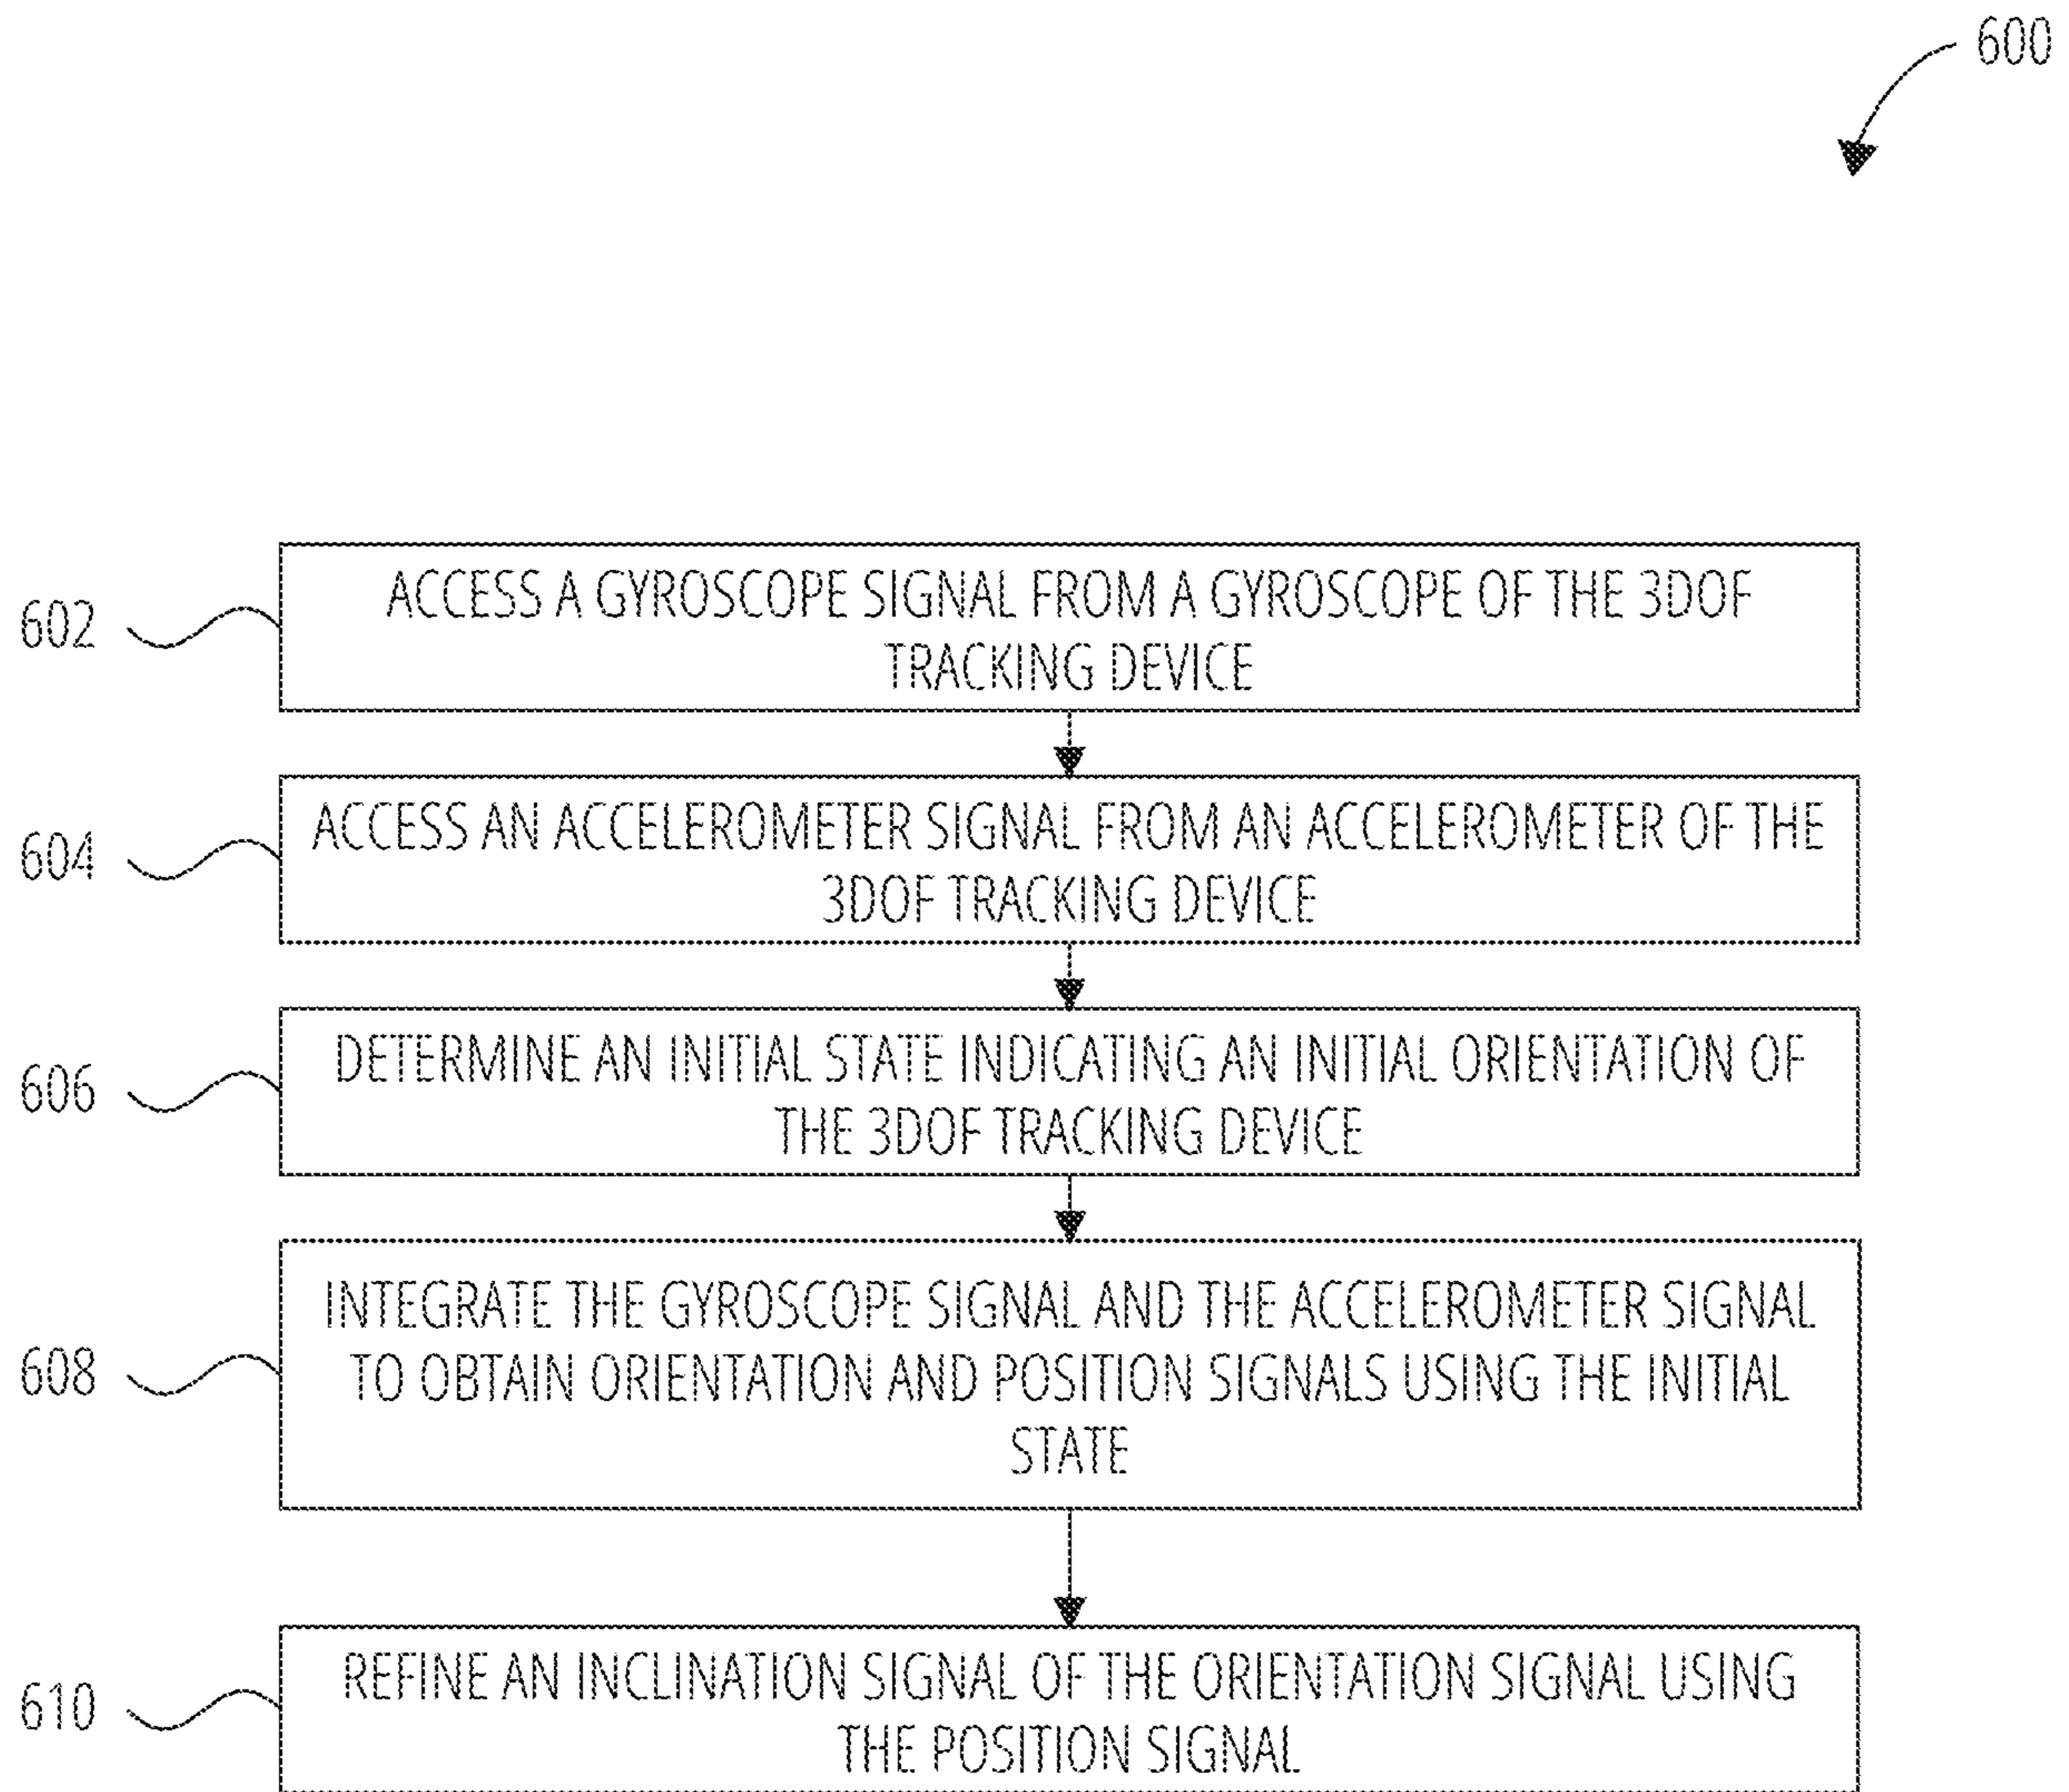 600
602
ACCESS A GYROSCOPE SIGNAL FROM A GYROSCOPE OF THE 3DOF
TRACKING DEVICE
604
ACCESS AN ACCELEROMETER SIGNAL FROM AN ACCELEROMETER OF THE
3DOF TRACKING DEVICE
606
DETERMINE AN INITIAL STATE INDICATING AN INITIAL ORIENTATION OF
THE 3DOF TRACKING DEVICE
608
INTEGRATE THE GYROSCOPE SIGNAL AND THE ACCELEROMETER SIGNAL
TO OBTAIN ORIENTATION AND POSITION SIGNALS USING THE INITIAL
STATE
610
REFINE AN INCLINATION SIGNAL OF THE ORIENTATION SIGNAL USING
THE POSITION SIGNAL